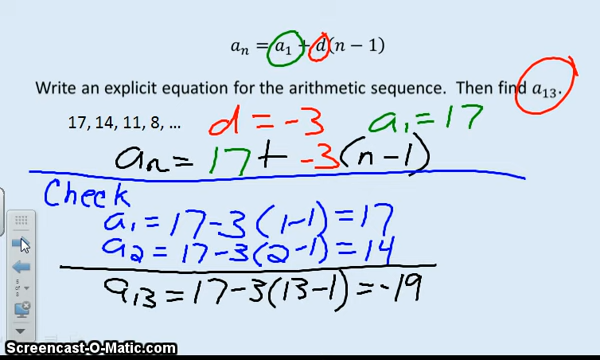 aₙ = a₁ + d(n − 1)
Write an explicit equation for the arithmetic sequence. Then find a₁₃.
17, 14, 11, 8, … d = -3 a₁ = 17
aₙ = 17 + -3(n-1)
Check
a₁ = 17-3(1-1) = 17
a₂ = 17-3(2-1) = 14
a₁₃ = 17-3(13-1) = -19
Screencast-O-Matic.com